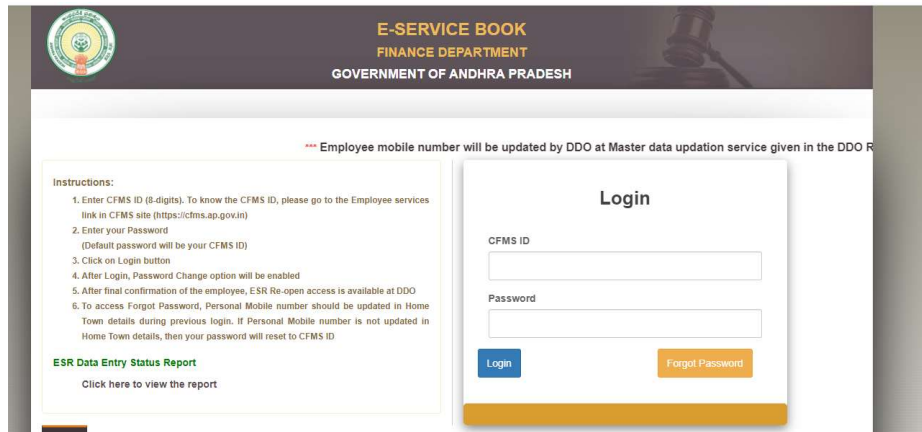 E-SERVICE BOOK
FINANCE DEPARTMENT
GOVERNMENT OF ANDHRA PRADESH
*** Employee mobile number will be updated by DDO at Master data updation service given in the DDO R
Instructions:
1. Enter CFMS ID (8-digits). To know the CFMS ID, please go to the Employee services
link in CFMS site (https://cfms.ap.gov.in)
2. Enter your Password
(Default password will be your CFMS ID)
3. Click on Login button
4. After Login, Password Change option will be enabled
5. After final confirmation of the employee, ESR Re-open access is available at DDO
6. To access Forgot Password, Personal Mobile number should be updated in Home
Town details during previous login. If Personal Mobile number is not updated in
Home Town details, then your password will reset to CFMS ID
ESR Data Entry Status Report
Click here to view the report
Login
CFMS ID
Password
Login
Forgot Password